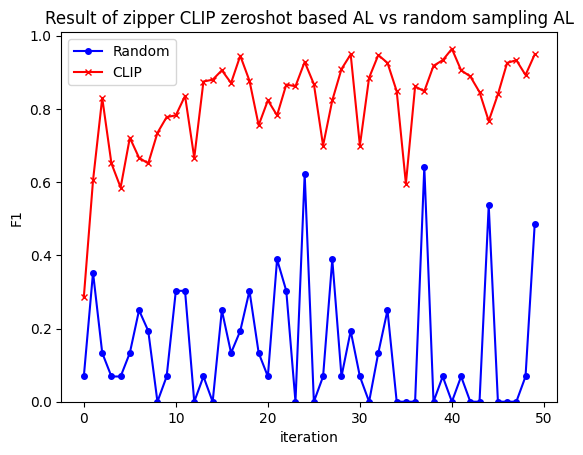 Result of zipper CLIP zeroshot based AL vs random sampling AL
Random
CLIP
F1
1.0
0.8
0.6
0.4
0.2
0.0
0
10
20
30
40
50
iteration